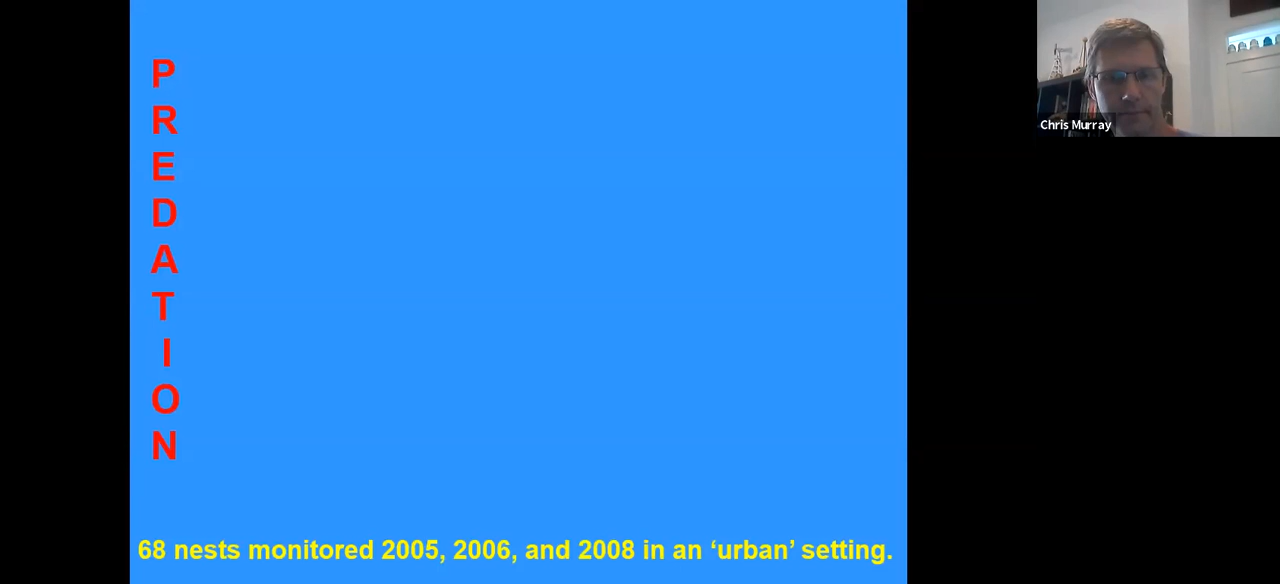 P
R
E
D
A
T
I
O
N
68 nests monitored 2005, 2006, and 2008 in an ‘urban’ setting.
Chris Murray